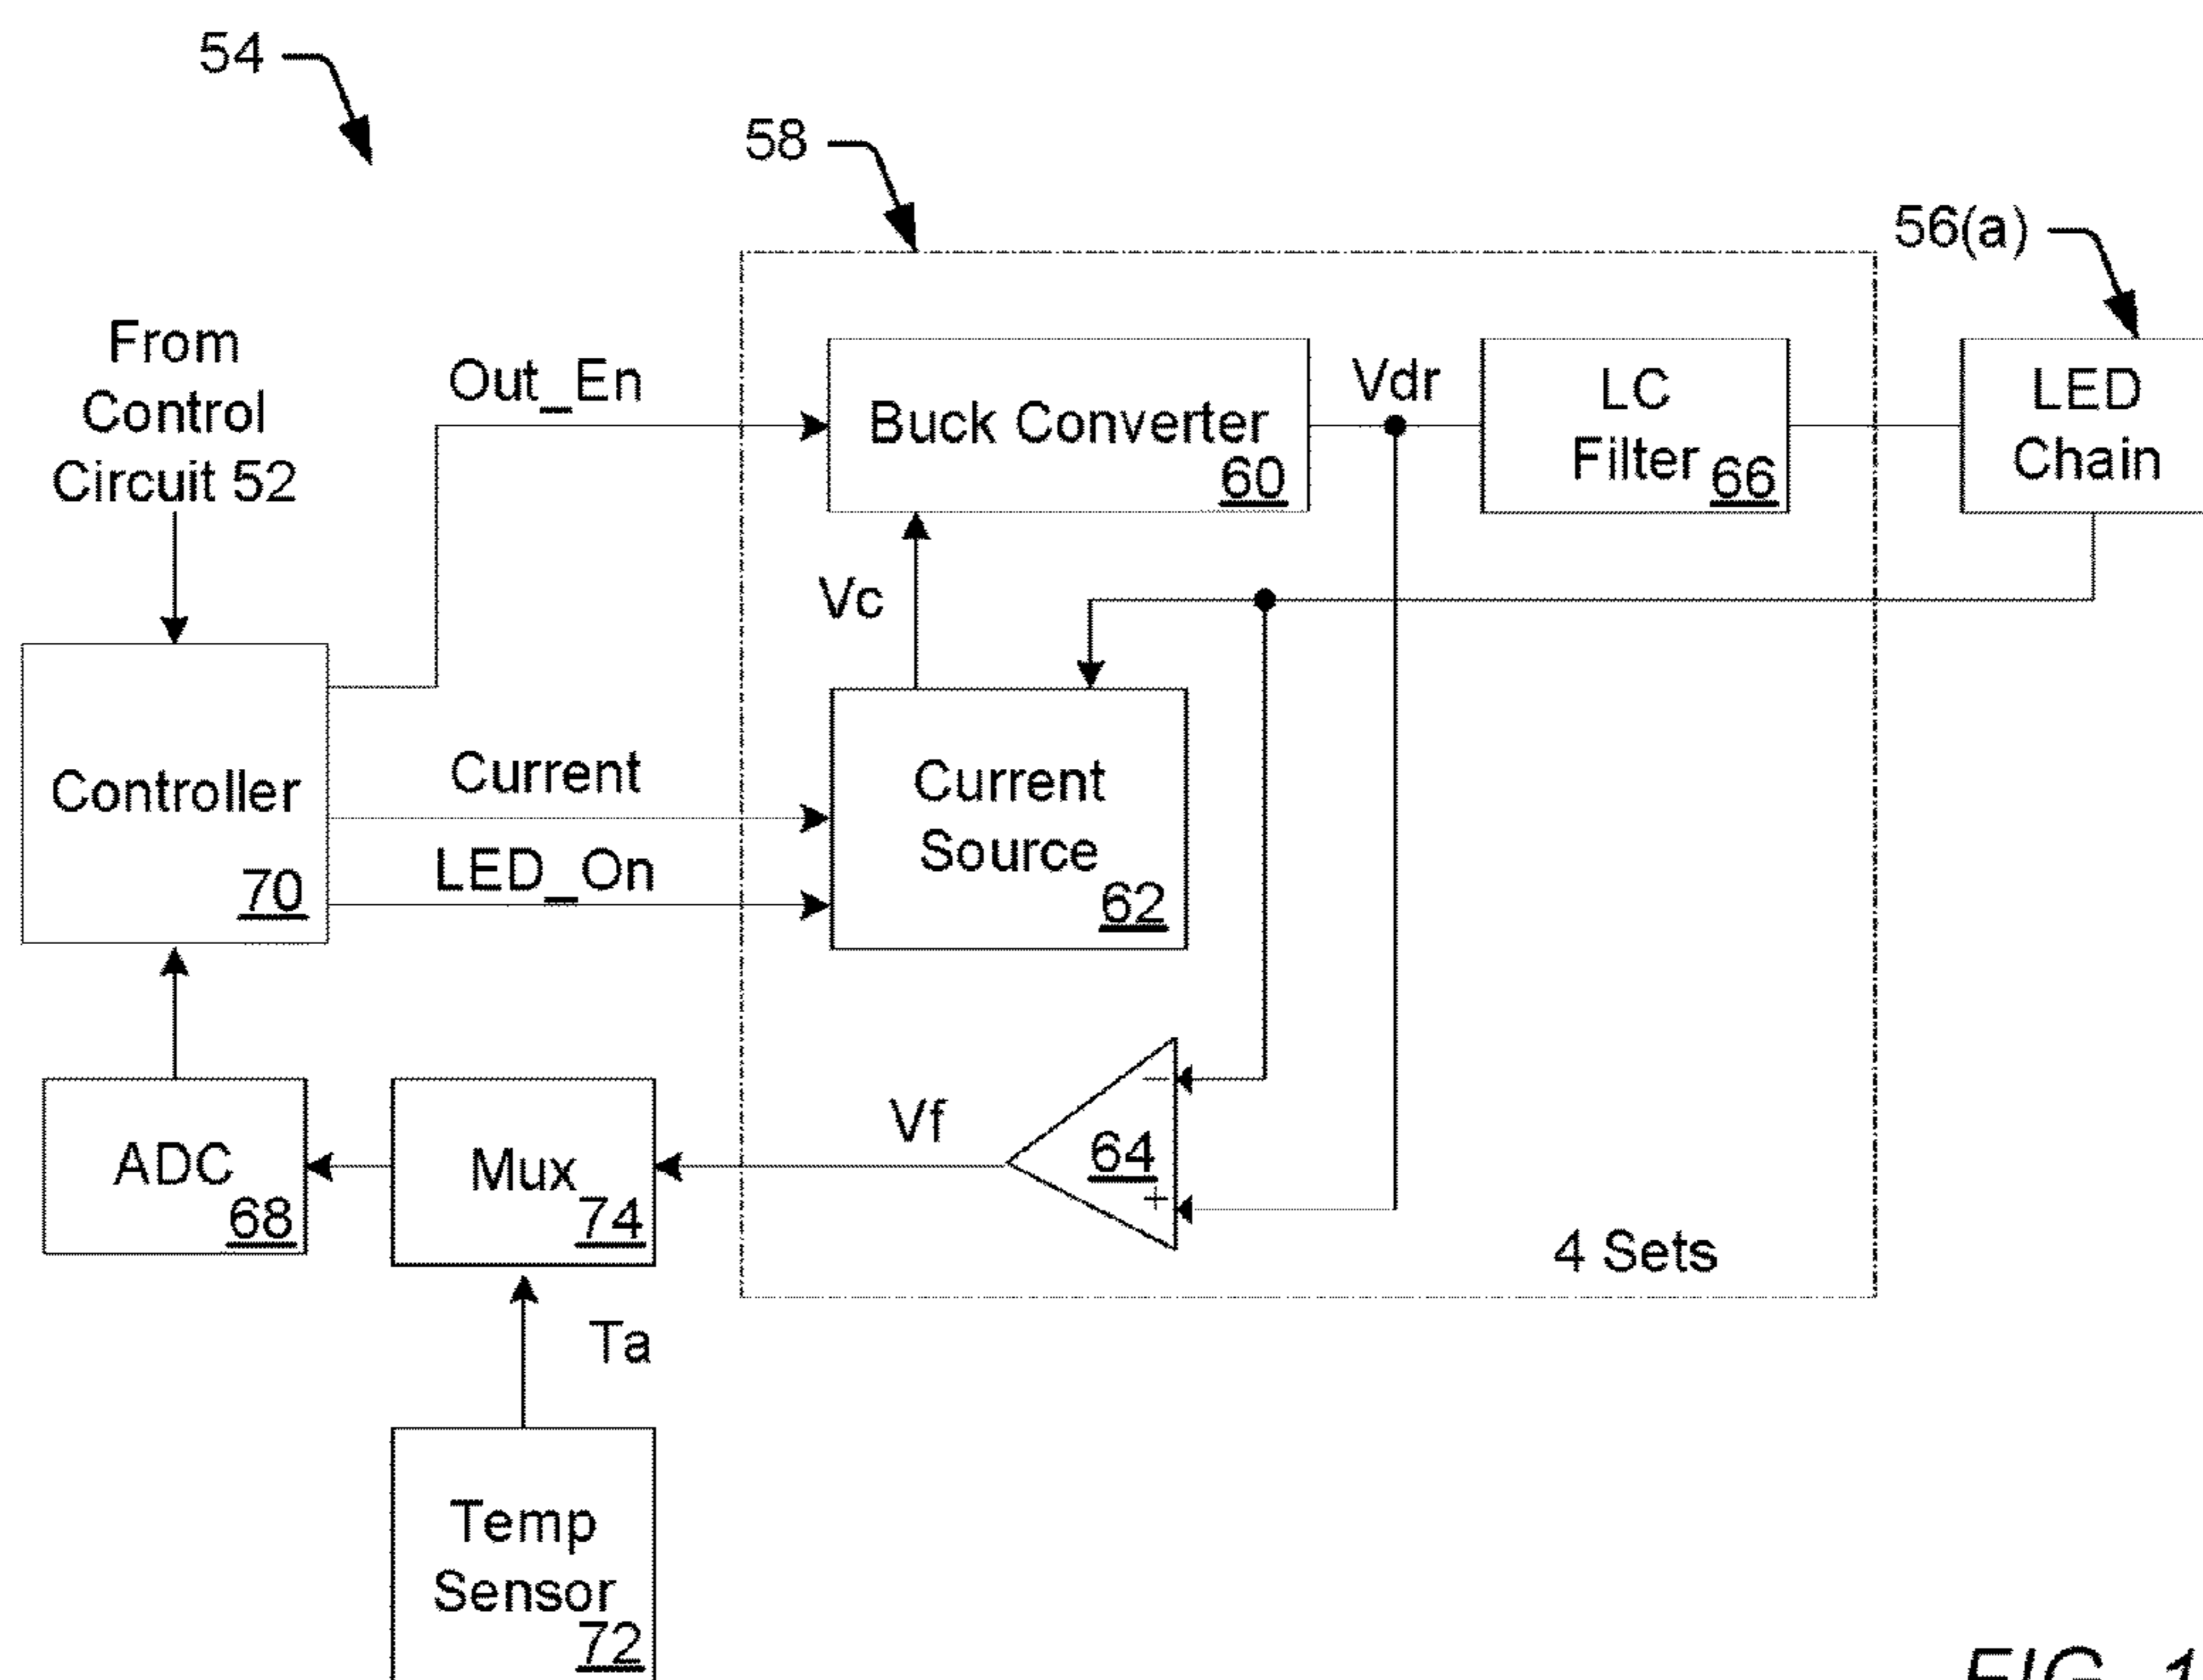 54
58
56(a)
From
Control
Circuit 52
Out_En
Buck Converter
60
Vdr
LC
Filter 66
LED
Chain
Vc
Controller
70
Current
LED_On
Current
Source
62
ADC
68
Mux
74
Vf
64
−
+
4 Sets
Ta
Temp
Sensor
72